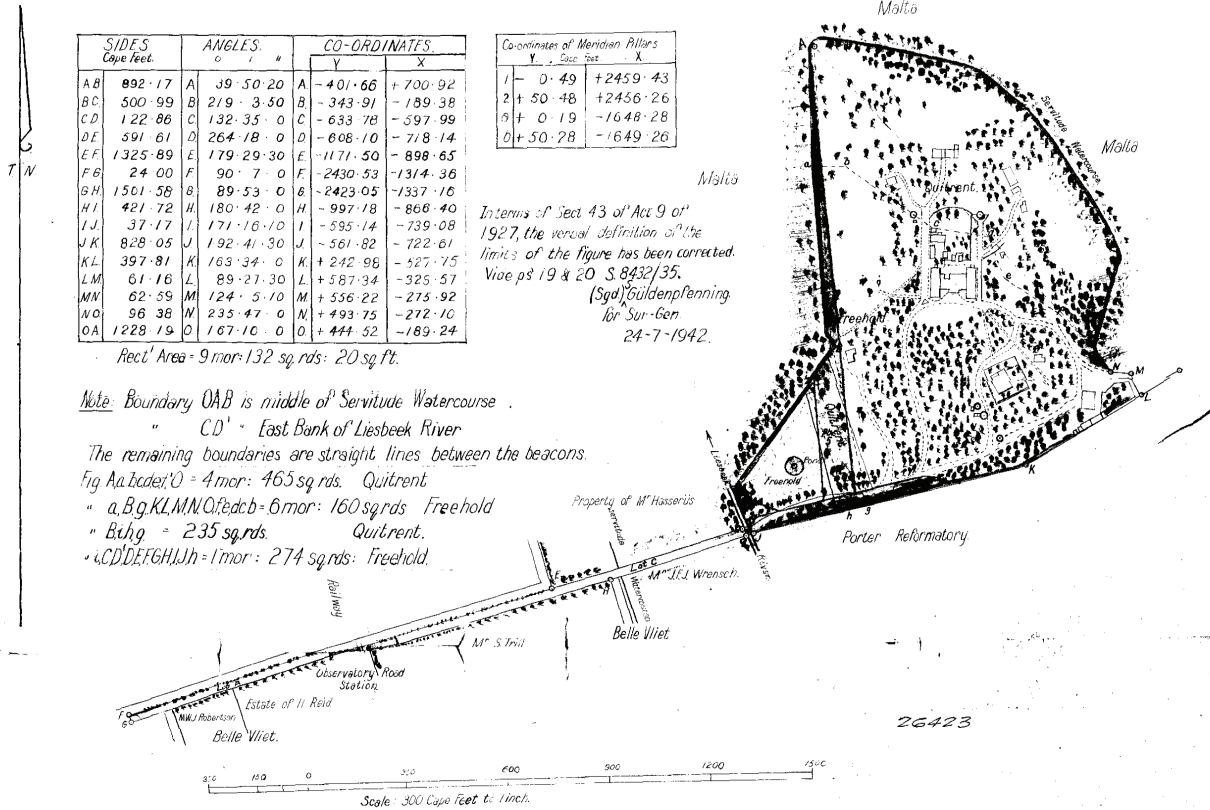 SIDES Cape Feet. ANGLES. ° ' " CO-ORDINATES. Y X
AB 892·17 A 39·50·20 A. -401·66 +700·92
BC 500·99 B 219· 3·50 B. -343·91 -189·38
CD 122·86 C 132·35· 0 C -633·78 -597·99
DE 591·61 D 264·18· 0 D. -608·10 -718·14
EF 1325·89 E 179·29·30 E. -1171·50 -898·65
FG 24·00 F 90· 7· 0 F. -2430·53 -1314·36
GH 1501·58 G 89·53· 0 G. -2423·05 -1337·16
HI 421·72 H. 180·42· 0 H. -997·18 -866·40
IJ. 37·17 I. 171·16·10 I -595·14 -739·08
JK 828·05 J. 192·41·30 J. -561·82 -722·61
KL 397·81 K 163·34· 0 K. +242·98 -527·75
LM 61·16 L. 89·27·30 L. +587·34 -325·57
MN 62·59 M 124· 5·10 M +556·22 -275·92
NO 96·38 N 235·47· 0 N. +493·75 -272·10
OA 1228·19 O 167·10· 0 O. +444·52 -189·24
Rect' Area = 9 mor: 132 sq. rds: 20 sq. ft.
Co-ordinates of Meridian Pillars
Y. Cape Feet X
1 - 0·49 +2459·43
2 + 50·48 +2456·26
+ 0·19 -1648·28
+50·28 -1649·26
In terms of Sect 43 of Act 9 of
1927, the verbal definition of the
limits of the figure has been corrected.
Vide ps 19 & 20 S.8432/35.
(Sgd) S Güldenpfenning
for Sur-Gen.
24-7-1942.
Note: Boundary OAB is middle of Servitude Watercourse.
" CD' " East Bank of Liesbeek River
The remaining boundaries are straight lines between the beacons.
Fig A.a.bcdef.'O = 4 mor: 465 sq. rds. Quitrent
" a,B.g.KL,MN,O,f,e,dcb = 6 mor: 160 sq rds Freehold
" B.i.h.g = 235 sq. rds. Quitrent.
" i,CD'DEFGH,I,J,h = 1 mor: 274 sq, rds: Freehold.
T N
Malta
Malta
Malta
Servitude Watercourse
Quitrent.
Freehold
Quitrent
Pond
Freehold
Liesbeek
River
A
a
b
e
N
M
L
K
g
h
Porter Reformatory.
Property of Mr Hasserüs
Servitude
Watercourse
Lot C
Mr J.F.J. Wrensch.
E
H
Belle Vliet
Railway
Mr S. Trill
Observatory Road
Station
Lot A
Estate of H. Reid.
M.W.J Robertson
F
G
Belle Vliet.
26423
300 150 0 300 600 900 1200 1500
Scale: 300 Cape Feet to 1 inch.